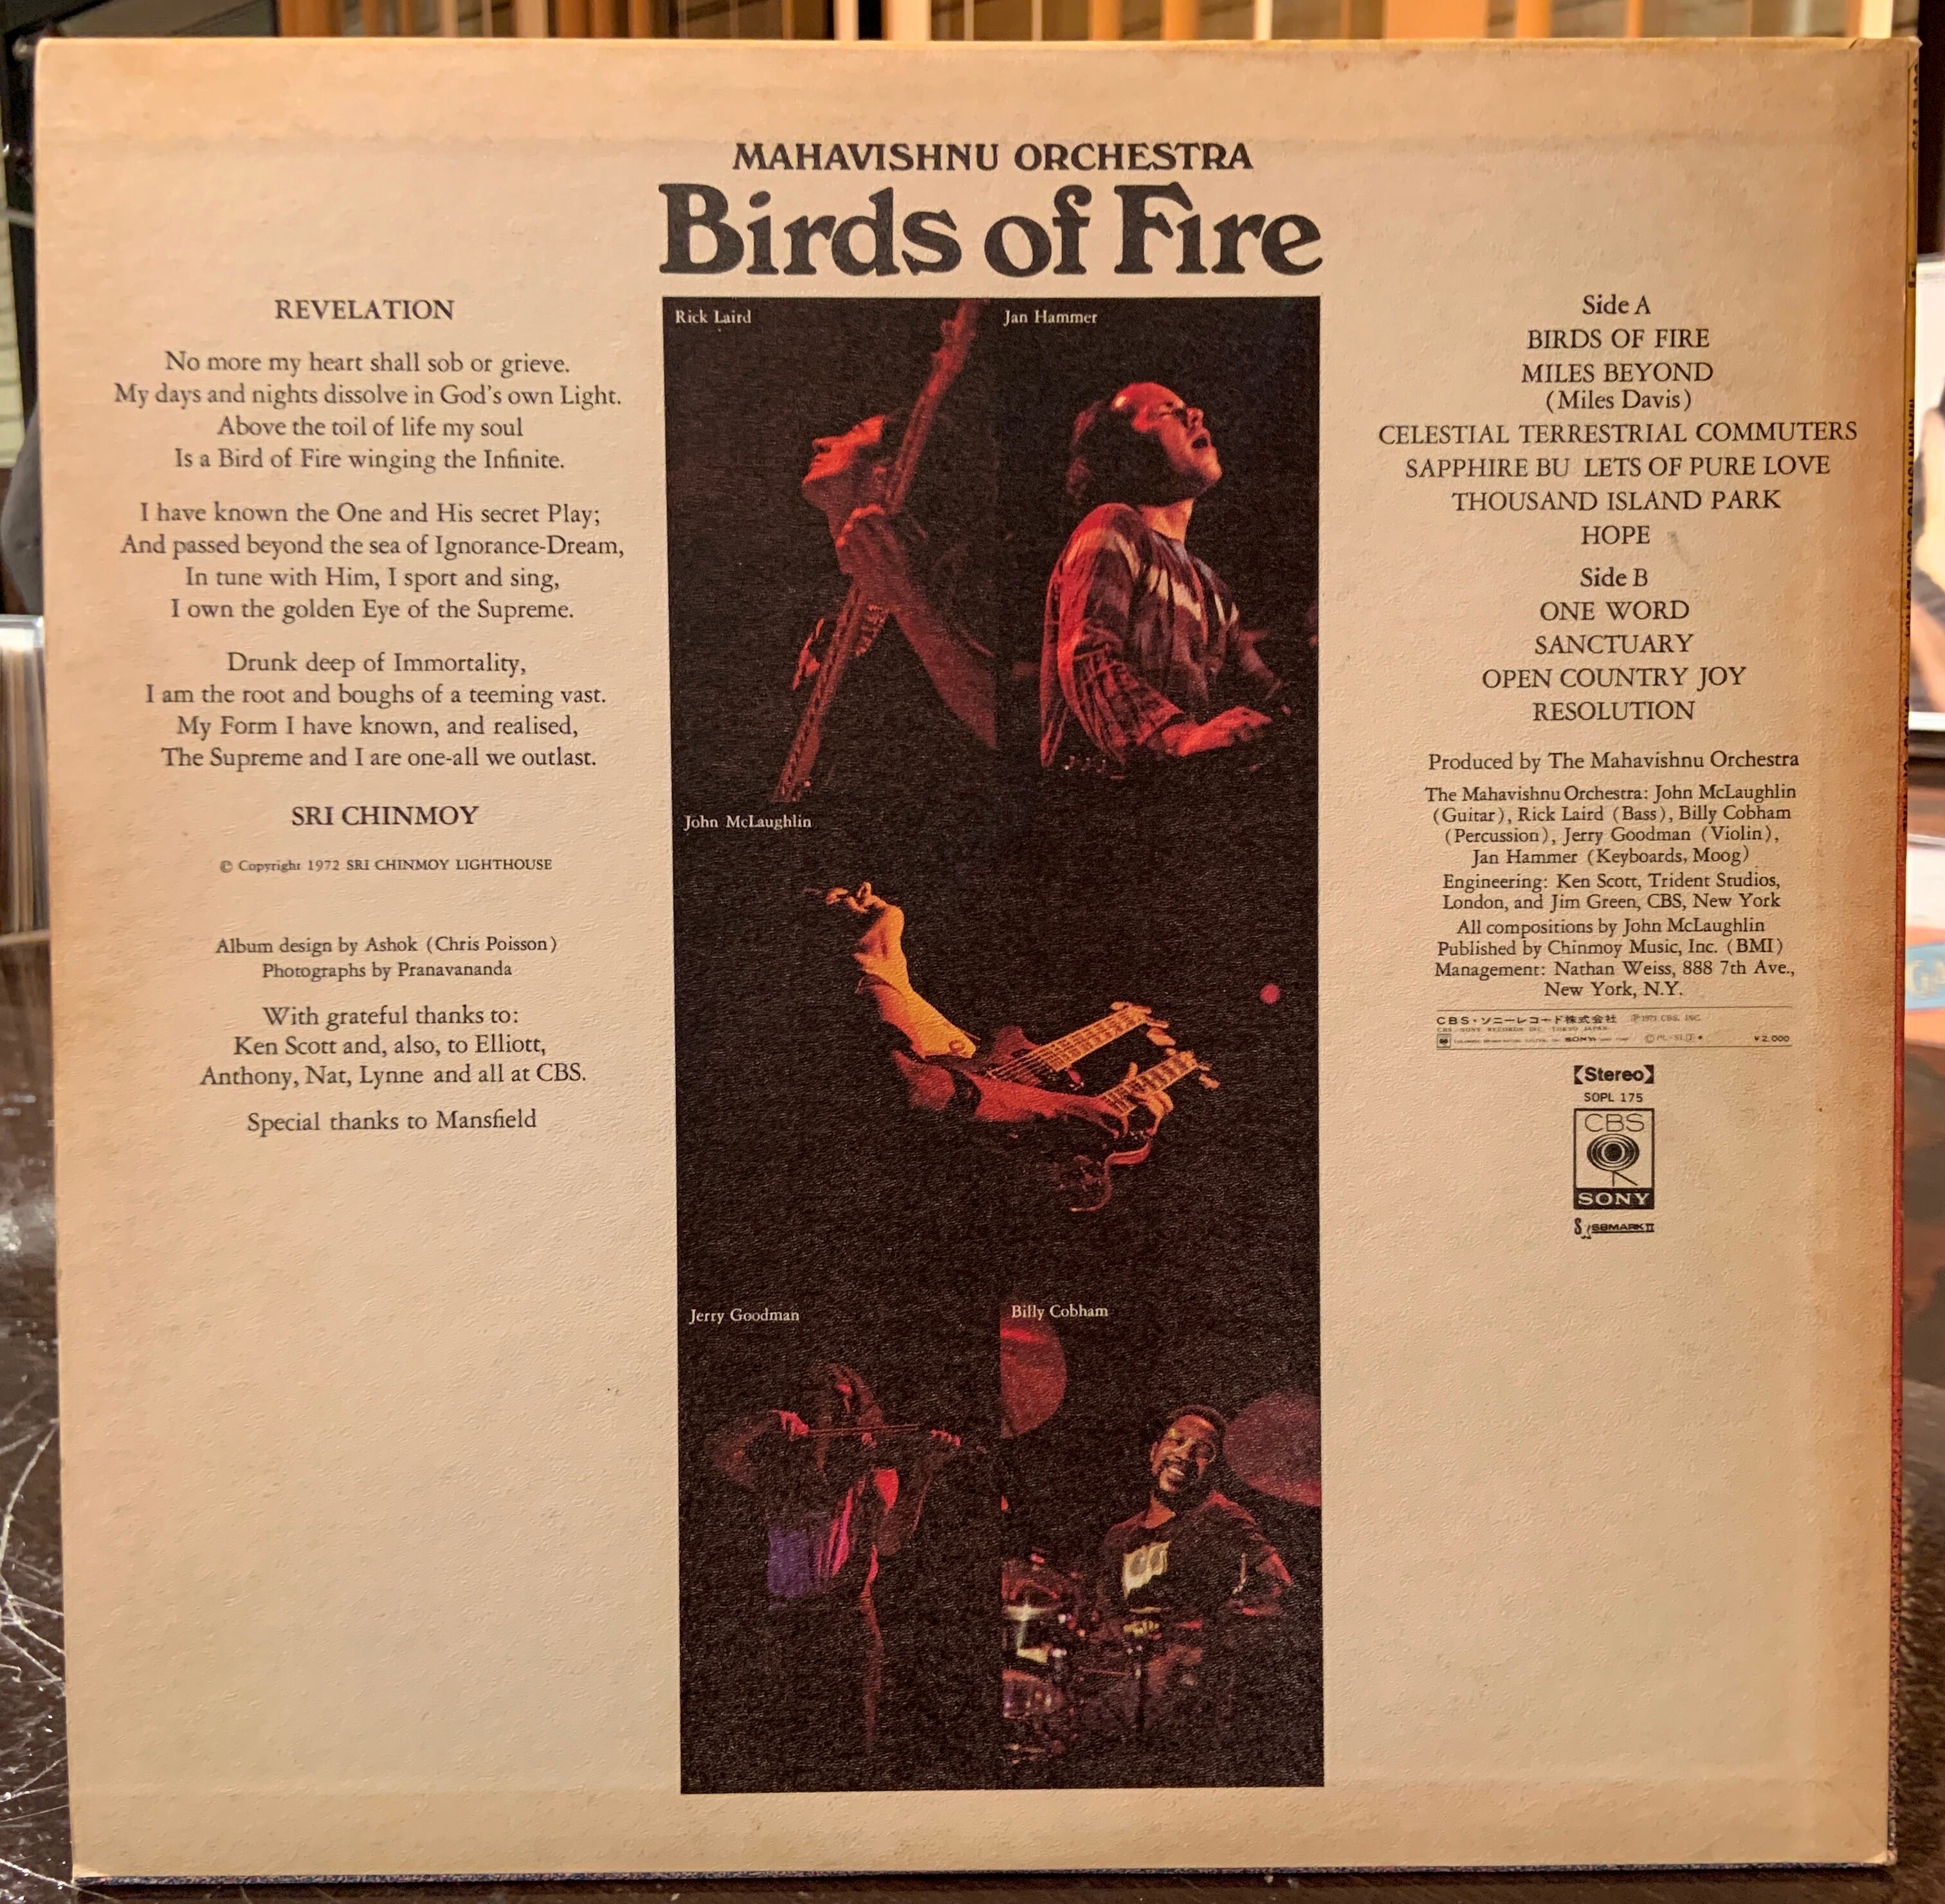 MAHAVISHNU ORCHESTRA
Birds of Fire
REVELATION
No more my heart shall sob or grieve.
My days and nights dissolve in God's own Light.
Above the toil of life my soul
Is a Bird of Fire winging the Infinite.
I have known the One and His secret Play;
And passed beyond the sea of Ignorance-Dream,
In tune with Him, I sport and sing,
I own the golden Eye of the Supreme.
Drunk deep of Immortality,
I am the root and boughs of a teeming vast.
My Form I have known, and realised,
The Supreme and I are one-all we outlast.
SRI CHINMOY
© Copyright 1972 SRI CHINMOY LIGHTHOUSE
Album design by Ashok (Chris Poisson)
Photographs by Pranavananda
With grateful thanks to:
Ken Scott and, also, to Elliott,
Anthony, Nat, Lynne and all at CBS.
Special thanks to Mansfield
Rick Laird
Jan Hammer
John McLaughlin
Jerry Goodman
Billy Cobham
Side A
BIRDS OF FIRE
MILES BEYOND
(Miles Davis)
CELESTIAL TERRESTRIAL COMMUTERS
SAPPHIRE BU LETS OF PURE LOVE
THOUSAND ISLAND PARK
HOPE
Side B
ONE WORD
SANCTUARY
OPEN COUNTRY JOY
RESOLUTION
Produced by The Mahavishnu Orchestra
The Mahavishnu Orchestra: John McLaughlin
(Guitar), Rick Laird (Bass), Billy Cobham
(Percussion), Jerry Goodman (Violin),
Jan Hammer (Keyboards, Moog)
Engineering: Ken Scott, Trident Studios,
London, and Jim Green, CBS, New York
All compositions by John McLaughlin
Published by Chinmoy Music, Inc. (BMI)
Management: Nathan Weiss, 888 7th Ave.,
New York, N.Y.
CBS・ソニーレコード株式会社 Ⓟ1973 CBS, INC.
CBS/SONY RECORDS INC. TOKYO JAPAN
SONY
¥2,000
【Stereo】
SOPL 175
CBS
SONY
SX68MARKII